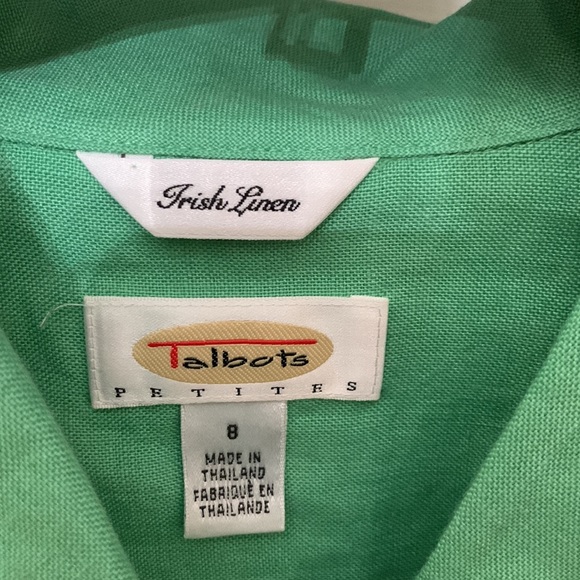 Irish Linen
Talbots
PETITES
8
MADE IN
THAILAND
FABRIQUÉ EN
THAILANDE